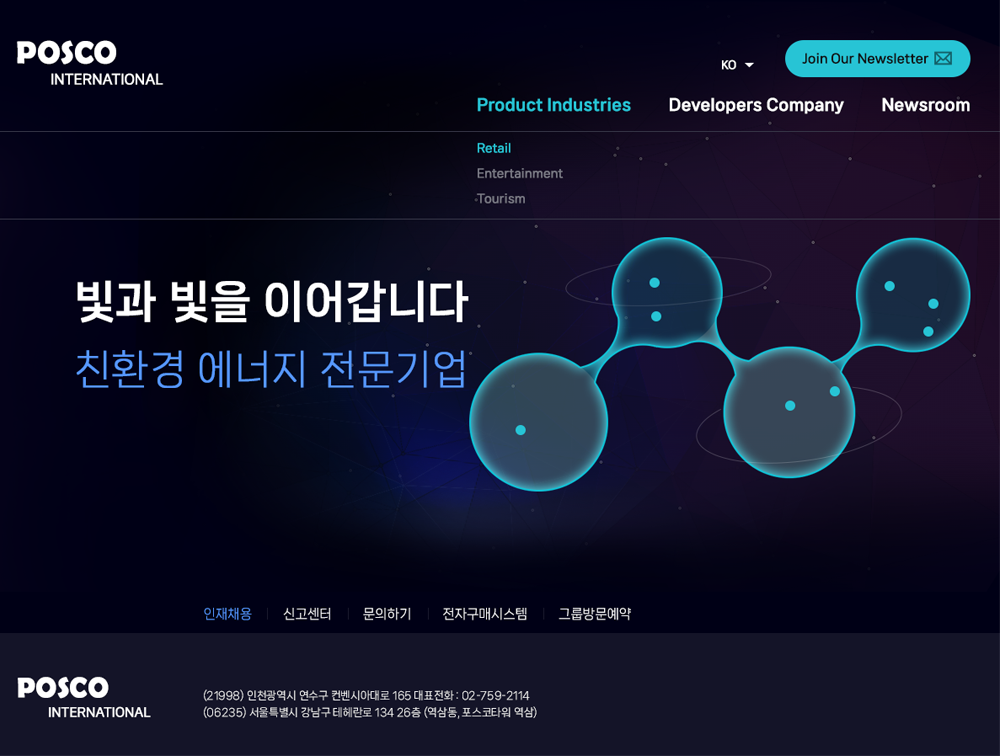 POSCO
INTERNATIONAL
KO
Join Our Newsletter
Product Industries
Developers Company
Newsroom
Retail
Entertainment
Tourism
빛과 빛을 이어갑니다
친환경 에너지 전문기업
인재채용
신고센터
문의하기
전자구매시스템
그룹방문예약
POSCO
INTERNATIONAL
(21998) 인천광역시 연수구 컨벤시아대로 165 대표전화 : 02-759-2114
(06235) 서울특별시 강남구 테헤란로 134 26층 (역삼동, 포스코타워 역삼)